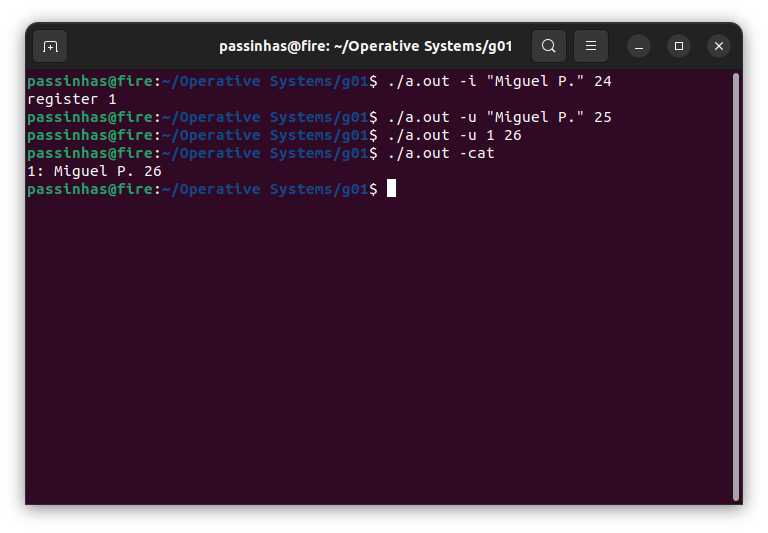 passinhas@fire: ~/Operative Systems/g01
passinhas@fire:~/Operative Systems/g01$ ./a.out -i "Miguel P." 24
register 1
passinhas@fire:~/Operative Systems/g01$ ./a.out -u "Miguel P." 25
passinhas@fire:~/Operative Systems/g01$ ./a.out -u 1 26
passinhas@fire:~/Operative Systems/g01$ ./a.out -cat
1: Miguel P. 26
passinhas@fire:~/Operative Systems/g01$